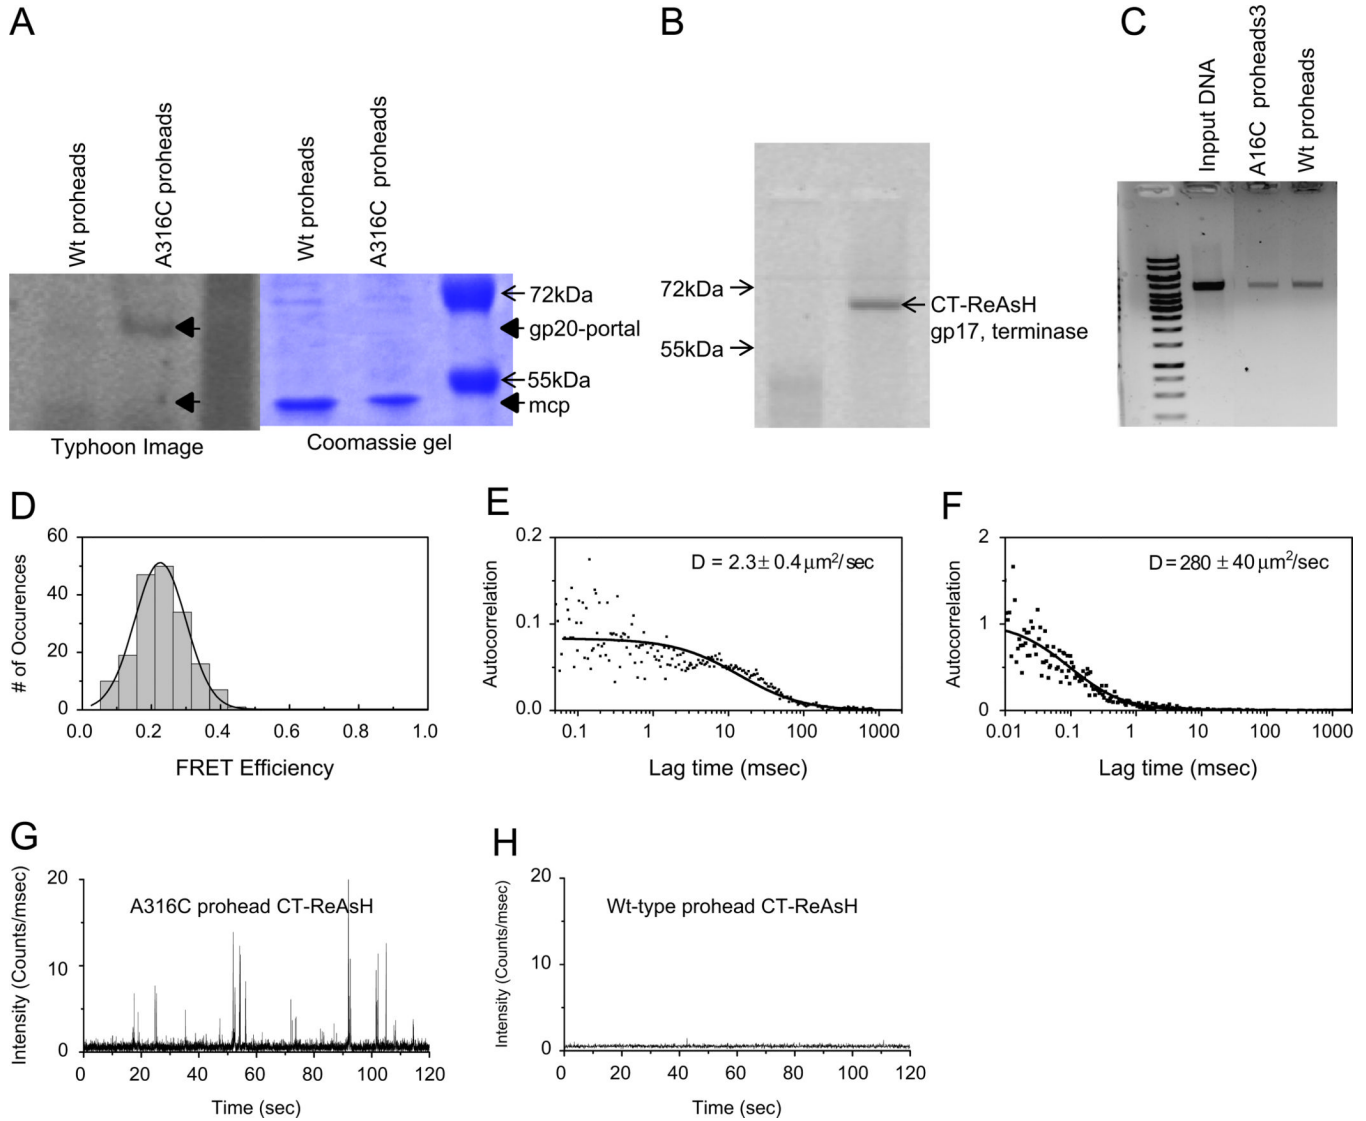 A
B
C
Wt proheads
A316C proheads
Wt proheads
A316C proheads
72kDa
gp20-portal
55kDa
mcp
Typhoon Image
Coomassie gel
72kDa
55kDa
CT-ReAsH
gp17, terminase
Inpput DNA
A16C proheads3
Wt proheads
D
# of Occurences
60
40
20
0
0.0 0.2 0.4 0.6 0.8 1.0
FRET Efficiency
E
Autocorrelation
0.2
0.1
0.0
D = 2.3± 0.4 µm²/sec
0.1 1 10 100 1000
Lag time (msec)
F
Autocorrelation
2
1
0
D=280 ± 40 µm²/sec
0.01 0.1 1 10 100 1000
Lag time (msec)
G
Intensity (Counts/msec)
20
10
0
A316C prohead CT-ReAsH
0 20 40 60 80 100 120
Time (sec)
H
Intensity (Counts/msec)
20
10
0
Wt-type prohead CT-ReAsH
0 20 40 60 80 100 120
Time (sec)